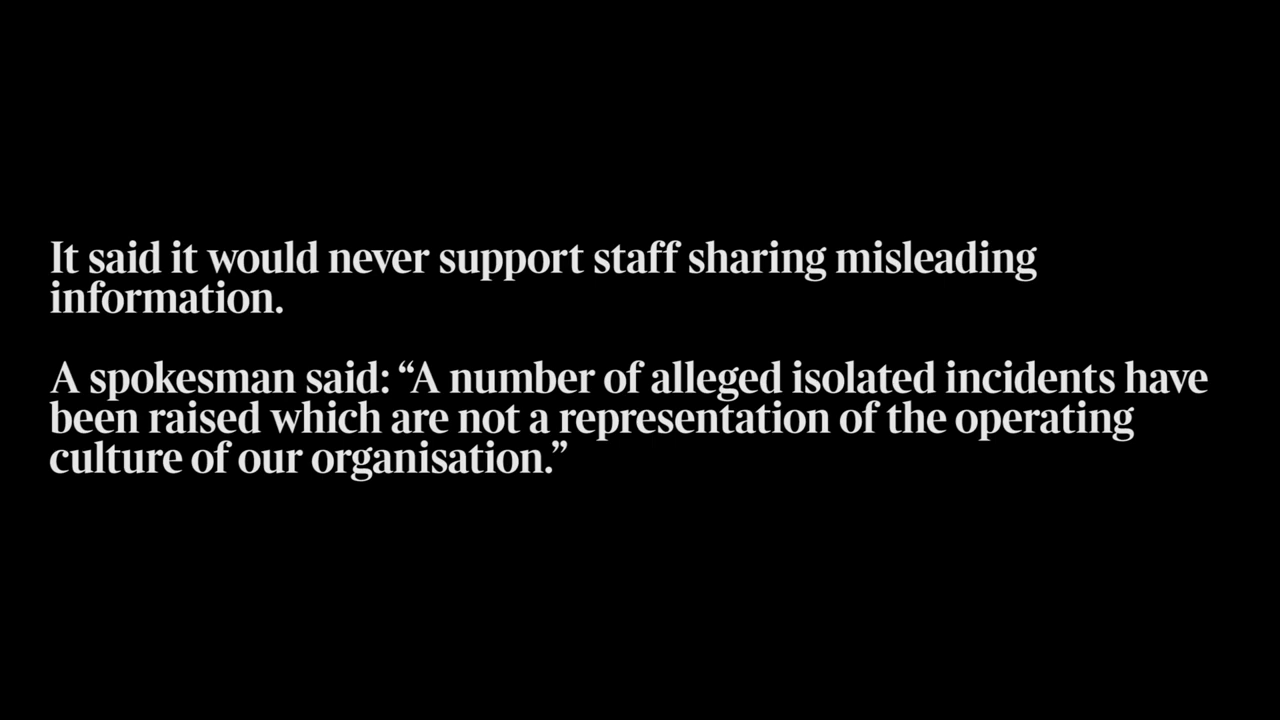 It said it would never support staff sharing misleading
information.
A spokesman said: “A number of alleged isolated incidents have
been raised which are not a representation of the operating
culture of our organisation.”